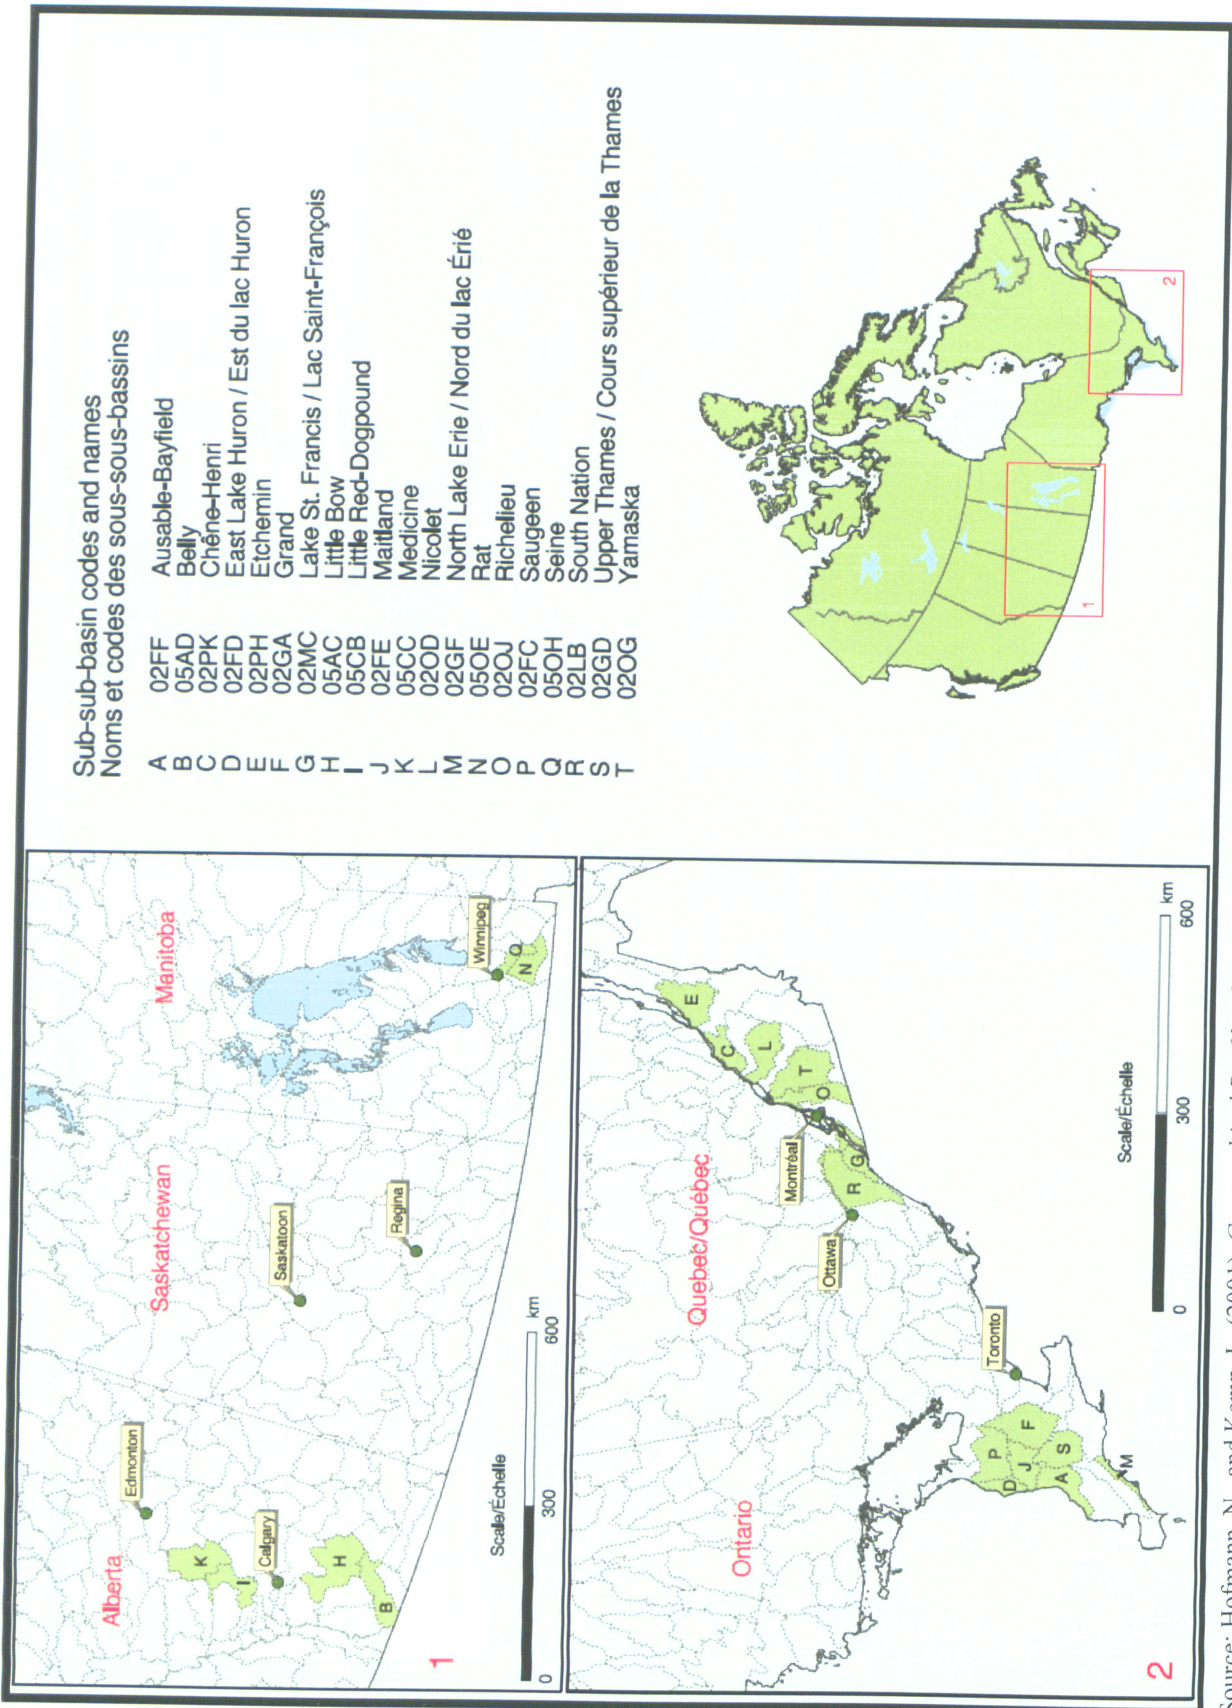 Sub-sub-basin codes and names
Noms et codes des sous-sous-bassins
A 02FF Ausable-Bayfield
B 05AD Belly
C 02PK Chêne-Henri
D 02FD East Lake Huron / Est du lac Huron
E 02PH Etchemin
F 02GA Grand
G 02MC Lake St. Francis / Lac Saint-François
H 05AC Little Bow
I 05CB Little Red-Dogpound
J 02FE Maitland
K 05CC Medicine
L 02OD Nicolet
M 02GF North Lake Erie / Nord du lac Érié
N 05OE Rat
O 02OJ Richelieu
P 02FC Saugeen
Q 05OH Seine
R 02LB South Nation
S 02GD Upper Thames / Cours supérieur de la Thames
T 02OG Yamaska
1
2
Alberta
Saskatchewan
Manitoba
Edmonton
Calgary
Saskatoon
Regina
Winnipeg
K
I
H
B
N
Q
1
Scale/Échelle
0 300 600 km
Ontario
Quebec/Québec
Toronto
Ottawa
Montréal
E
C
L
T
O
G
R
P
D
J
F
A
S
M
2
Scale/Échelle
0 300 600 km
Source: Hofmann, N. and Kemp, L. (2001).